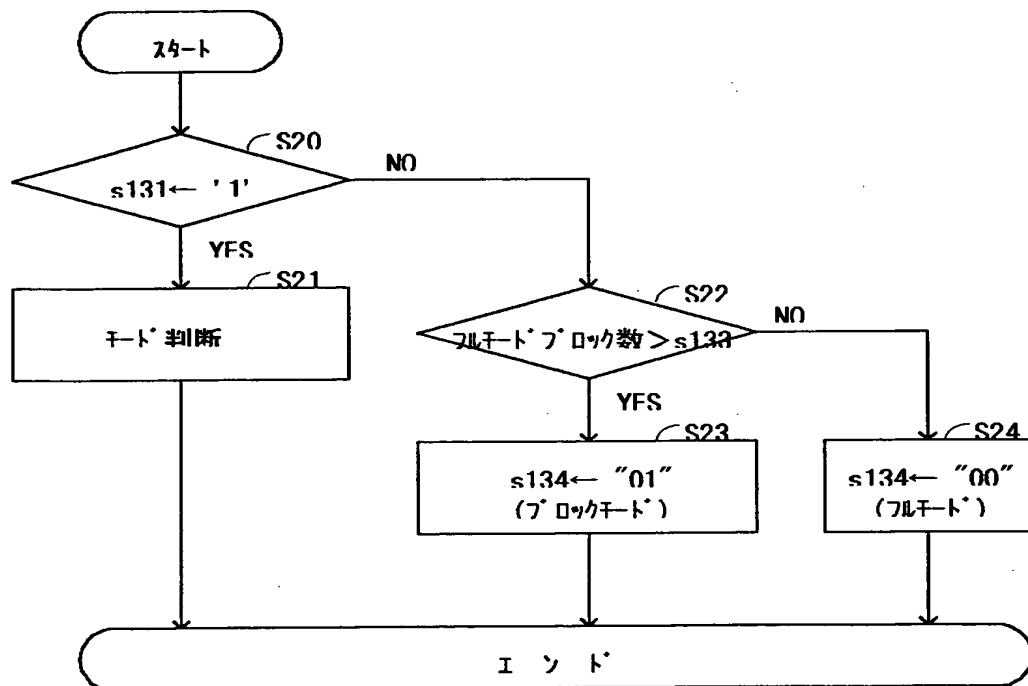 スタート
S20
s131← '1'
NO
YES
S21
モード判断
S22
フルモードブロック数＞s133
NO
YES
S23
s134← "01"
(ブロックモード)
S24
s134← "00"
(フルモード)
エンド